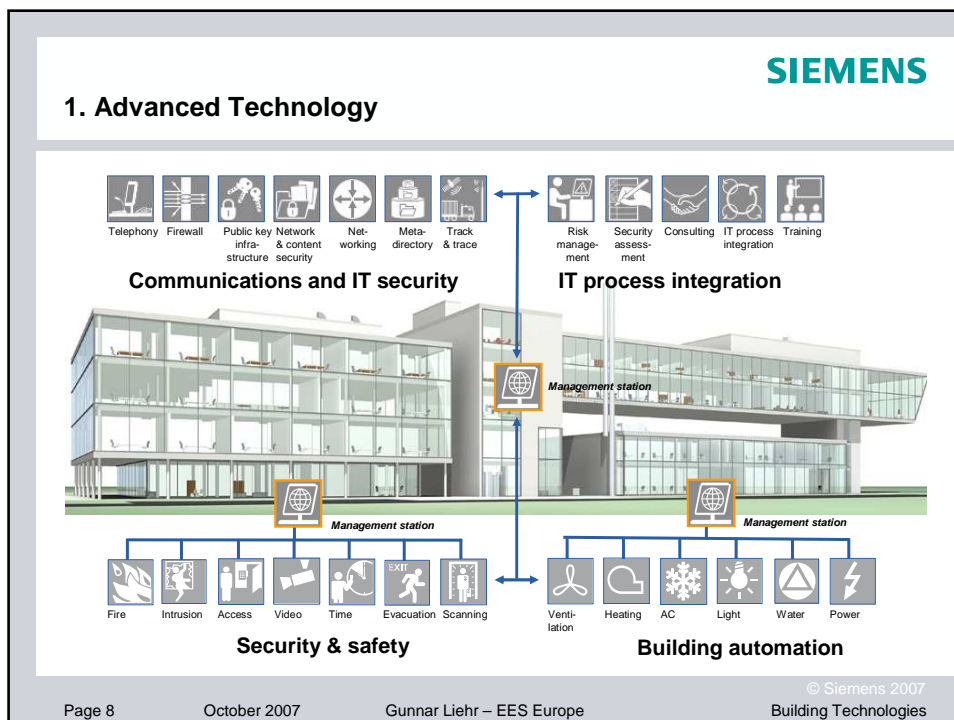 SIEMENS
1. Advanced Technology
Telephony
Firewall
Public key
infra-
structure
Network
& content
security
Net-
working
Meta-
directory
Track
& trace
Risk
manage-
ment
Security
assess-
ment
Consulting
IT process
integration
Training
Communications and IT security
IT process integration
Management station
Management station
Management station
Fire
Intrusion
Access
Video
Time
EXIT
Evacuation
Scanning
Venti-
lation
Heating
AC
Light
Water
Power
Security & safety
Building automation
© Siemens 2007
Page 8 October 2007 Gunnar Liehr – EES Europe Building Technologies